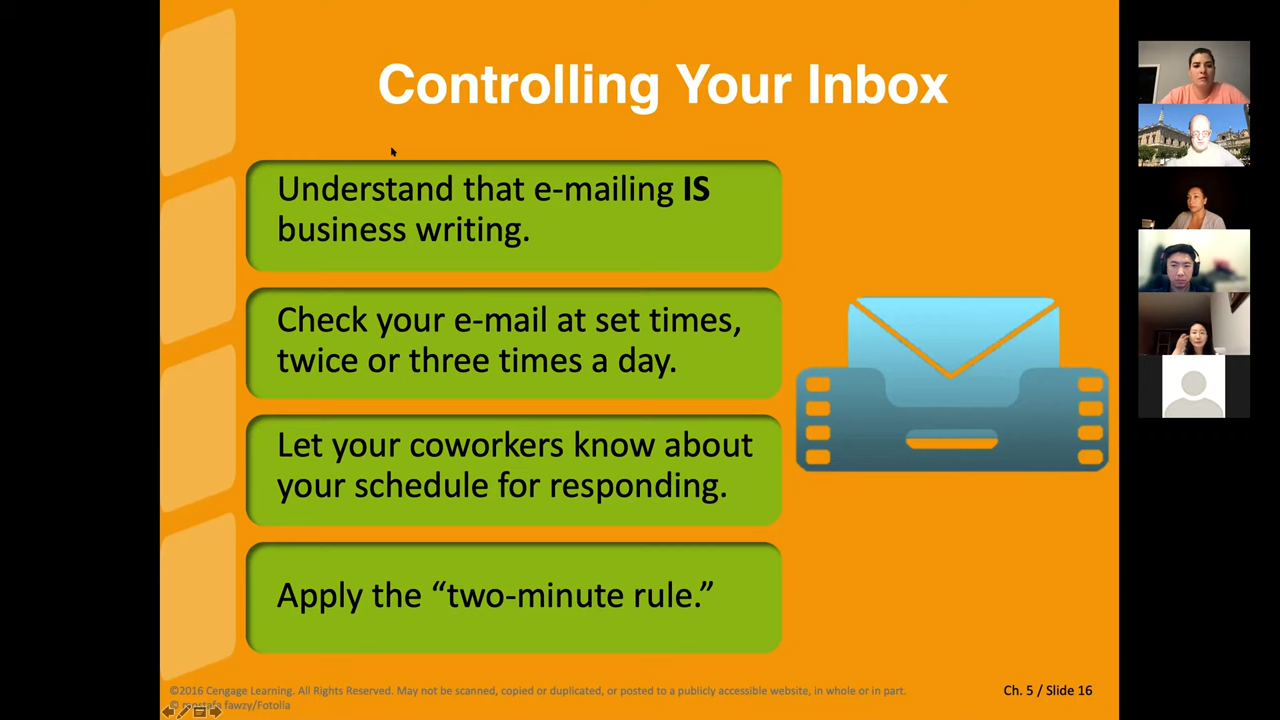 Controlling Your Inbox
Understand that e-mailing IS
business writing.
Check your e-mail at set times,
twice or three times a day.
Let your coworkers know about
your schedule for responding.
Apply the “two-minute rule.”
©2016 Cengage Learning. All Rights Reserved. May not be scanned, copied or duplicated, or posted to a publicly accessible website, in whole or in part.
© mostafa fawzy/Fotolia
Ch. 5 / Slide 16